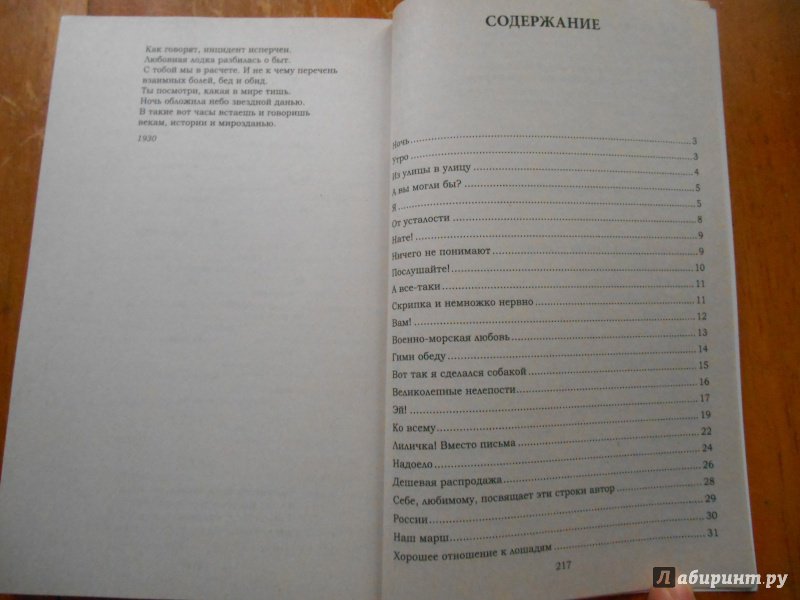 Как говорят, инцидент исперчен.
Любовная лодка разбилась о быт.
С тобой мы в расчете. И не к чему перечень
взаимных болей, бед и обид.
Ты посмотри, какая в мире тишь.
Ночь обложила небо звездной данью.
В такие вот часы встаешь и говоришь
векам, истории и мирозданью.
1930
СОДЕРЖАНИЕ
Ночь 3
Утро 3
Из улицы в улицу 4
А вы могли бы? 5
Я 5
От усталости 8
Нате! 9
Ничего не понимают 9
Послушайте! 10
А все-таки 11
Скрипка и немножко нервно 11
Вам! 12
Военно-морская любовь 13
Гимн обеду 14
Вот так я сделался собакой 15
Великолепные нелепости 16
Эй! 17
Ко всему 19
Лиличка! Вместо письма 22
Надоело 24
Дешевая распродажа 26
Себе, любимому, посвящает эти строки автор 28
России 29
Наш марш 30
Хорошее отношение к лошадям 31
217
Лабиринт.ру